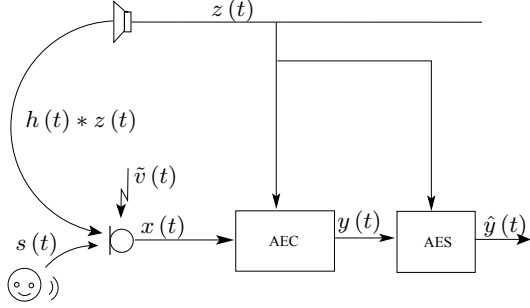 z (t)
h (t) ∗ z (t)
ṽ (t)
s (t)
x (t)
AEC
y (t)
AES
ŷ (t)